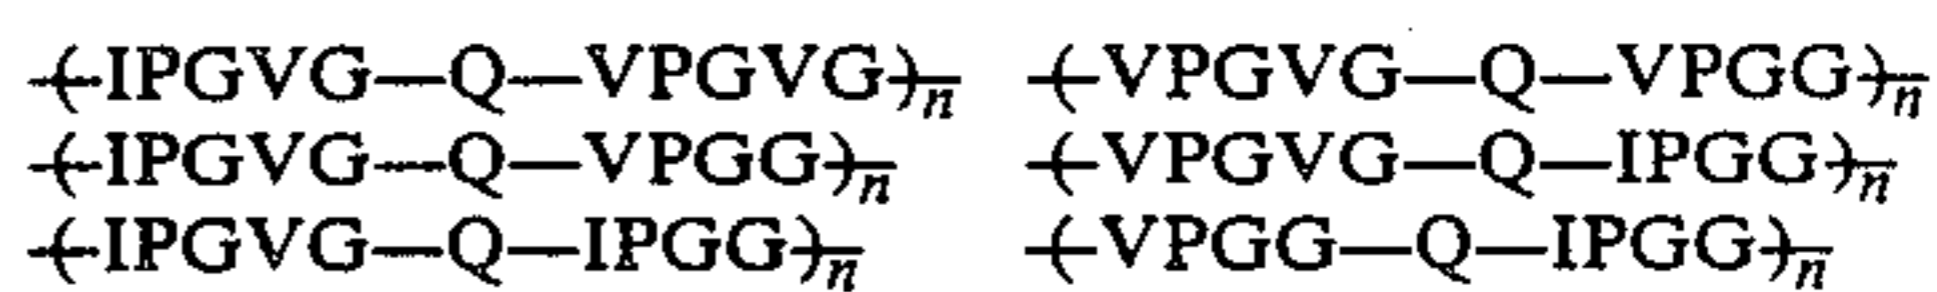 -(IPGVG—Q—VPGVG)-n -(VPGVG—Q—VPGG)-n
-(IPGVG—Q—VPGG)-n -(VPGVG—Q—IPGG)-n
-(IPGVG—Q—IPGG)-n -(VPGG—Q—IPGG)-n